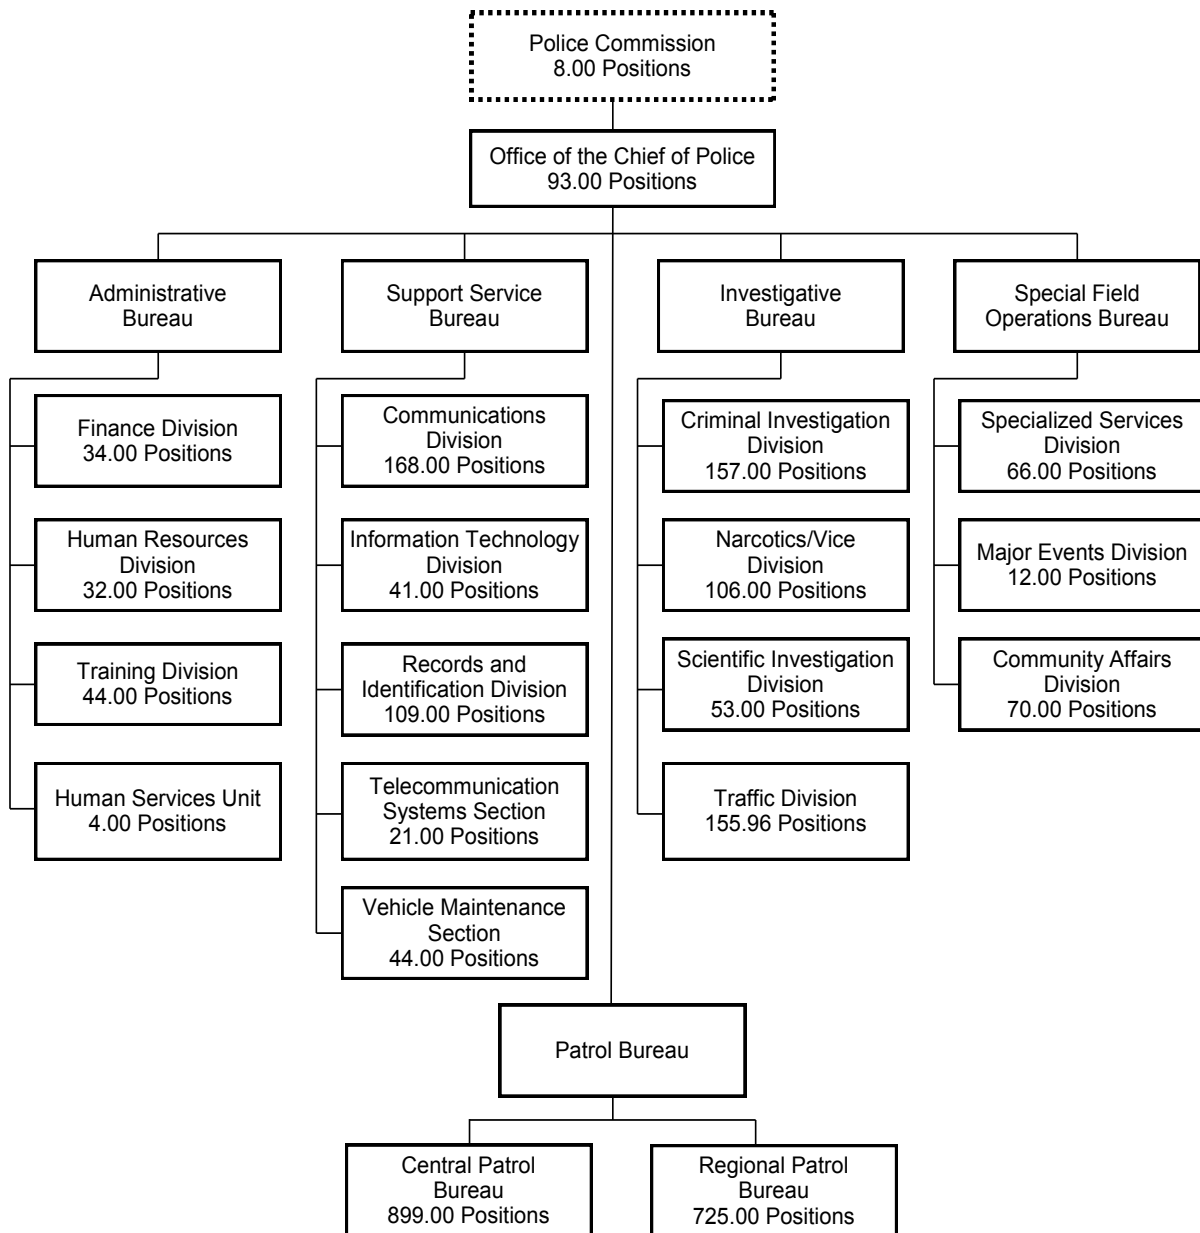 Police Commission
8.00 Positions
Office of the Chief of Police
93.00 Positions
Administrative
Bureau
Support Service
Bureau
Investigative
Bureau
Special Field
Operations Bureau
Finance Division
34.00 Positions
Human Resources
Division
32.00 Positions
Training Division
44.00 Positions
Human Services Unit
4.00 Positions
Communications
Division
168.00 Positions
Information Technology
Division
41.00 Positions
Records and
Identification Division
109.00 Positions
Telecommunication
Systems Section
21.00 Positions
Vehicle Maintenance
Section
44.00 Positions
Criminal Investigation
Division
157.00 Positions
Narcotics/Vice
Division
106.00 Positions
Scientific Investigation
Division
53.00 Positions
Traffic Division
155.96 Positions
Specialized Services
Division
66.00 Positions
Major Events Division
12.00 Positions
Community Affairs
Division
70.00 Positions
Patrol Bureau
Central Patrol
Bureau
899.00 Positions
Regional Patrol
Bureau
725.00 Positions